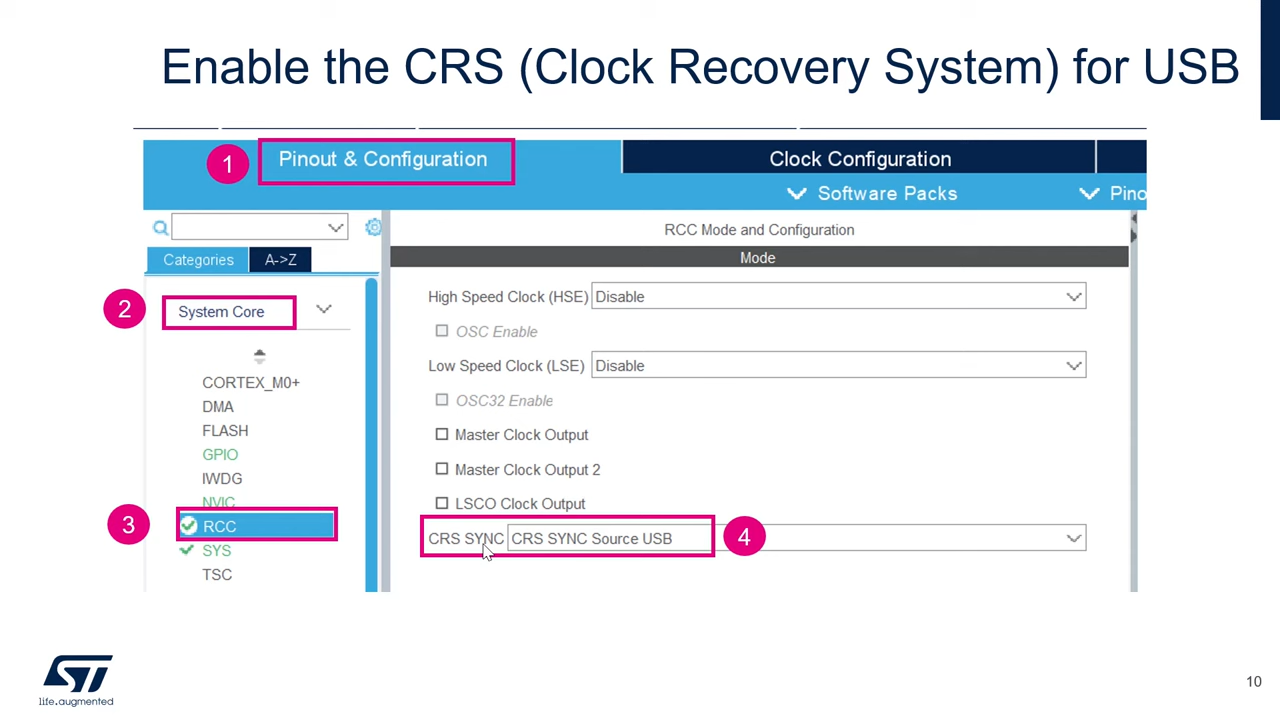 Enable the CRS (Clock Recovery System) for USB
1
Pinout & Configuration
Clock Configuration
Software Packs
Pino
RCC Mode and Configuration
Categories
A->Z
Mode
2
System Core
High Speed Clock (HSE)
Disable
OSC Enable
Low Speed Clock (LSE)
Disable
CORTEX_M0+
OSC32 Enable
DMA
FLASH
Master Clock Output
GPIO
Master Clock Output 2
IWDG
NVIC
LSCO Clock Output
3
RCC
CRS SYNC
CRS SYNC Source USB
4
SYS
TSC
ST
life.augmented
10